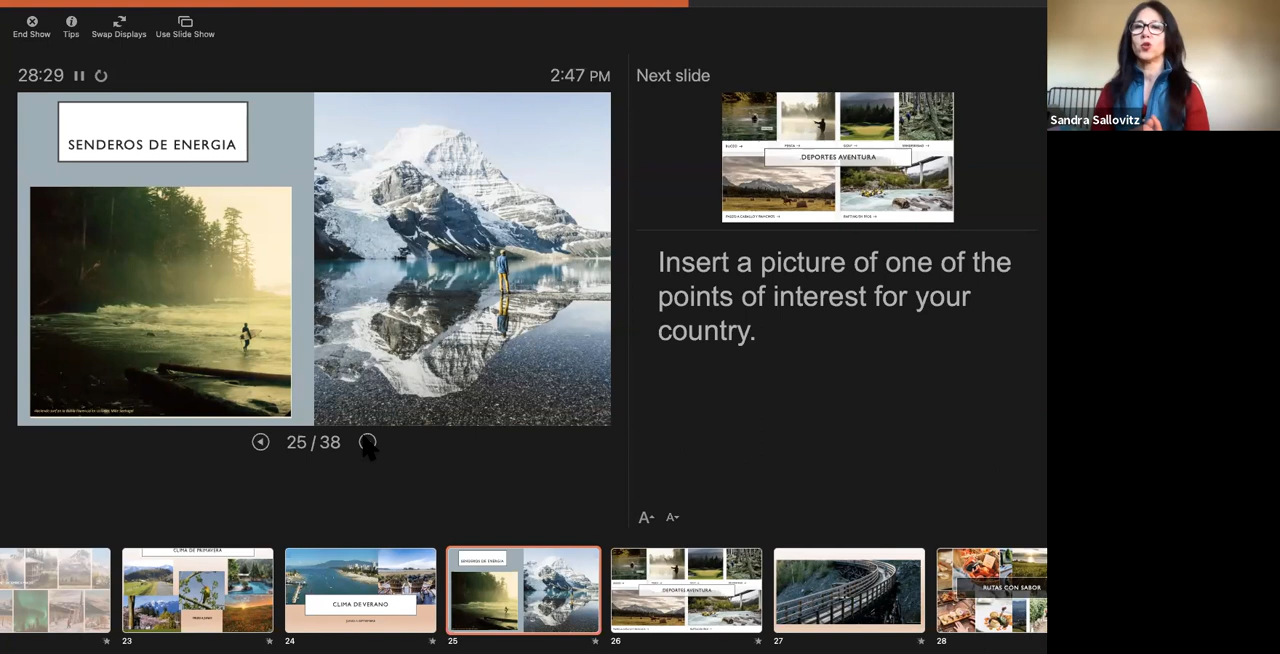 End Show
Tips
Swap Displays
Use Slide Show
28:29
2:47 PM
Next slide
Sandra Sallovitz
SENDEROS DE ENERGIA
DEPORTES AVENTURA
Insert a picture of one of the
points of interest for your
country.
25 / 38
A
A
CLIMA DE PRIMAVERA
CLIMA DE VERANO
SENDEROS DE ENERGIA
DEPORTES AVENTURA
RUTAS CON SABOR
23
24
25
26
27
28